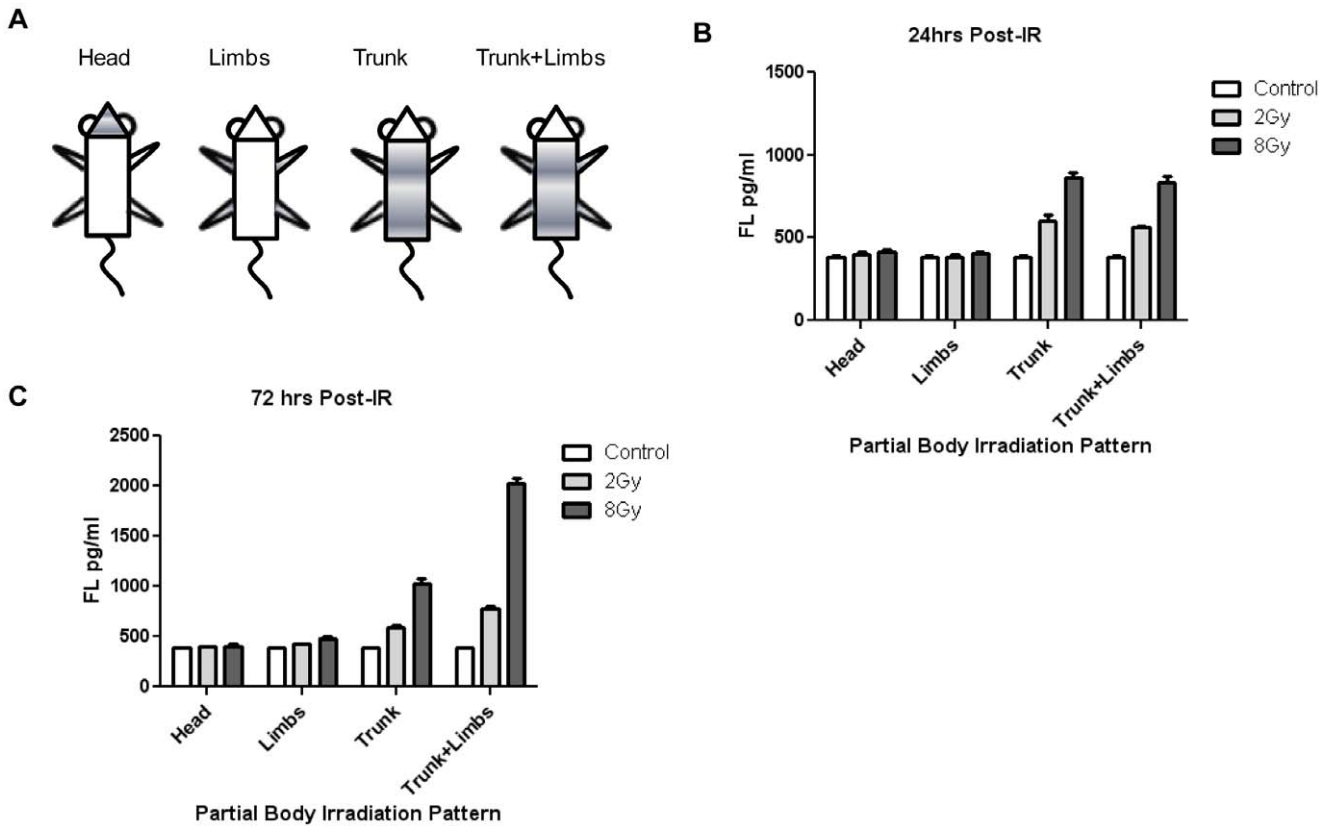 A
Head Limbs Trunk Trunk+Limbs
B
24hrs Post-IR
1500
1000
500
0
FL pg/ml
Head Limbs Trunk Trunk+Limbs
Partial Body Irradiation Pattern
Control
2Gy
8Gy
C
72 hrs Post-IR
2500
2000
1500
1000
500
0
FL pg/ml
Head Limbs Trunk Trunk+Limbs
Partial Body Irradiation Pattern
Control
2Gy
8Gy